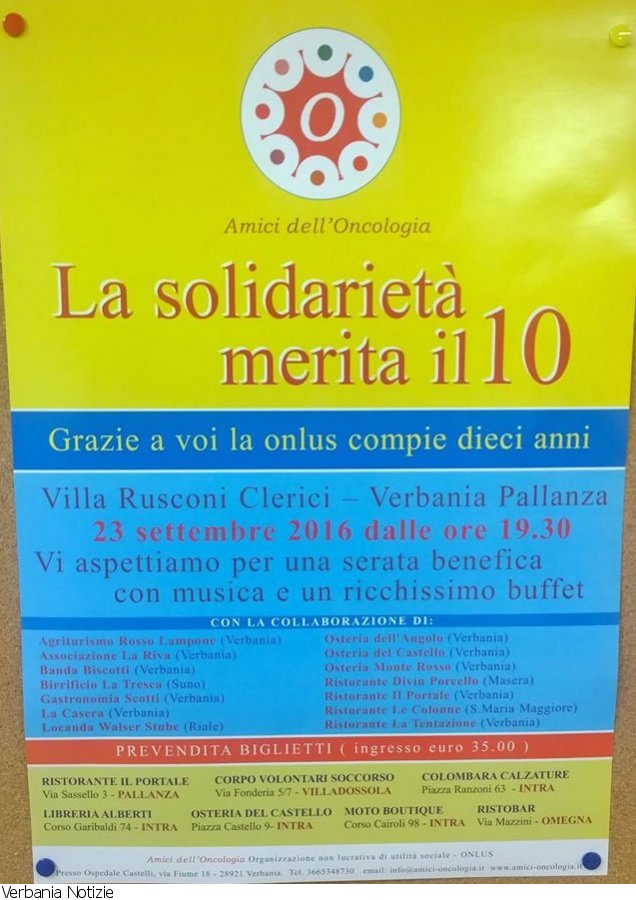 O
Amici dell'Oncologia
La solidarietà
merita il 10
Grazie a voi la onlus compie dieci anni
Villa Rusconi Clerici – Verbania Pallanza
23 settembre 2016 dalle ore 19.30
Vi aspettiamo per una serata benefica
con musica e un ricchissimo buffet
CON LA COLLABORAZIONE DI:
Agriturismo Rosso Lampone (Verbania)
Associazione La Riva (Verbania)
Banda Biscotti (Verbania)
Birrificio La Tresca (Suno)
Gastronomia Scotti (Verbania)
La Casera (Verbania)
Locanda Walser Stube (Riale)
Osteria dell'Angolo (Verbania)
Osteria del Castello (Verbania)
Osteria Monte Rosso (Verbania)
Ristorante Divin Porcello (Masera)
Ristorante Il Portale (Verbania)
Ristorante Le Colonne (S.Maria Maggiore)
Ristorante La Tentazione (Verbania)
PREVENDITA BIGLIETTI ( ingresso euro 35.00 )
RISTORANTE IL PORTALE
Via Sassello 3 - PALLANZA
CORPO VOLONTARI SOCCORSO
Via Fonderia 5/7 - VILLADOSSOLA
COLOMBARA CALZATURE
Piazza Ranzoni 63 - INTRA
LIBRERIA ALBERTI
Corso Garibaldi 74 - INTRA
OSTERIA DEL CASTELLO
Piazza Castello 9- INTRA
MOTO BOUTIQUE
Corso Cairoli 98 - INTRA
RISTOBAR
Via Mazzini - OMEGNA
Amici dell'Oncologia Organizzazione non lucrativa di utilità sociale - ONLUS
Presso Ospedale Castelli, via Fiume 18 - 28921 Verbania. Tel. 3665348730 email: info@amici-oncologia.it www.amici-oncologia.it
Verbania Notizie